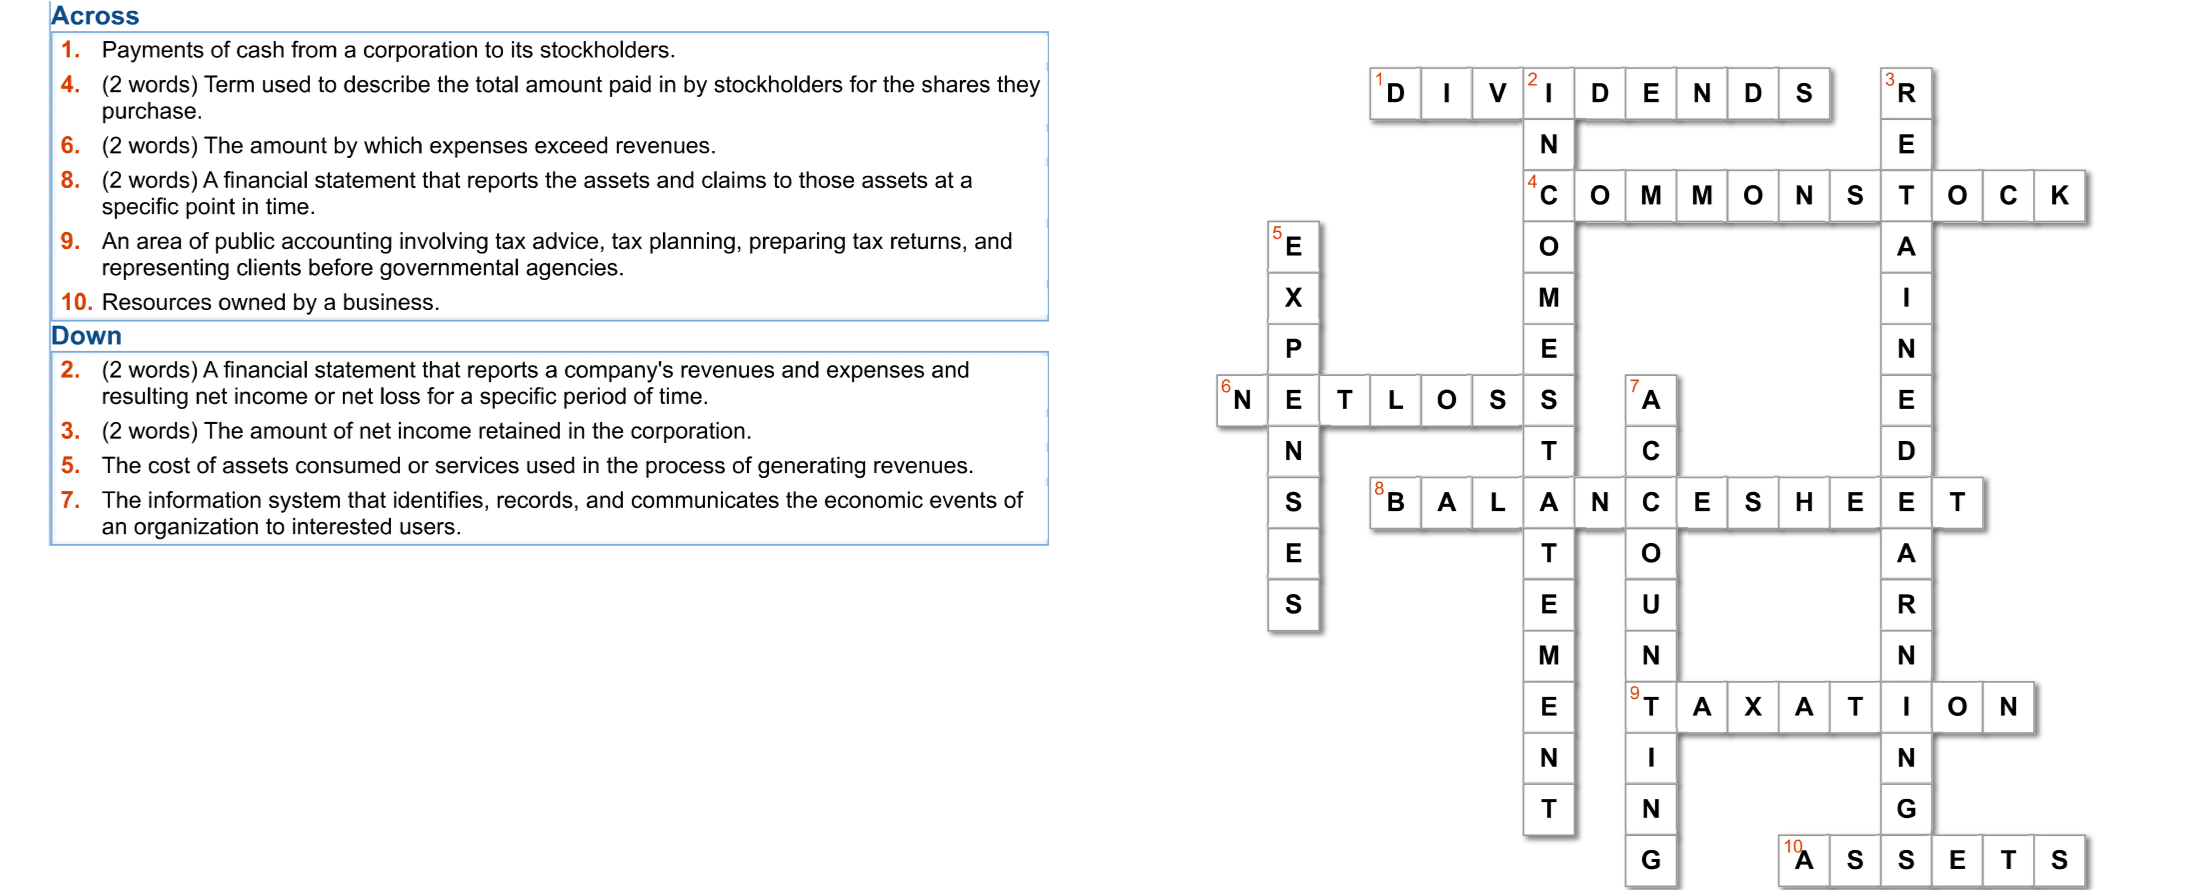 Across
1. Payments of cash from a corporation to its stockholders.
4. (2 words) Term used to describe the total amount paid in by stockholders for the shares they
purchase.
6. (2 words) The amount by which expenses exceed revenues.
8. (2 words) A financial statement that reports the assets and claims to those assets at a
specific point in time.
9. An area of public accounting involving tax advice, tax planning, preparing tax returns, and
representing clients before governmental agencies.
10. Resources owned by a business.
Down
2. (2 words) A financial statement that reports a company's revenues and expenses and
resulting net income or net loss for a specific period of time.
3. (2 words) The amount of net income retained in the corporation.
5. The cost of assets consumed or services used in the process of generating revenues.
7. The information system that identifies, records, and communicates the economic events of
an organization to interested users.
1 D I V 2 I D E N D S 3 R
N E
4 C O M M O N S T O C K
5 E O A
X M I
P E N
6 N E T L O S S 7 A E
N T C D
S 8 B A L A N C E S H E E T
E T O A
S E U R
M N N
E 9 T A X A T I O N
N I N
T N G
G 10 A S S E T S